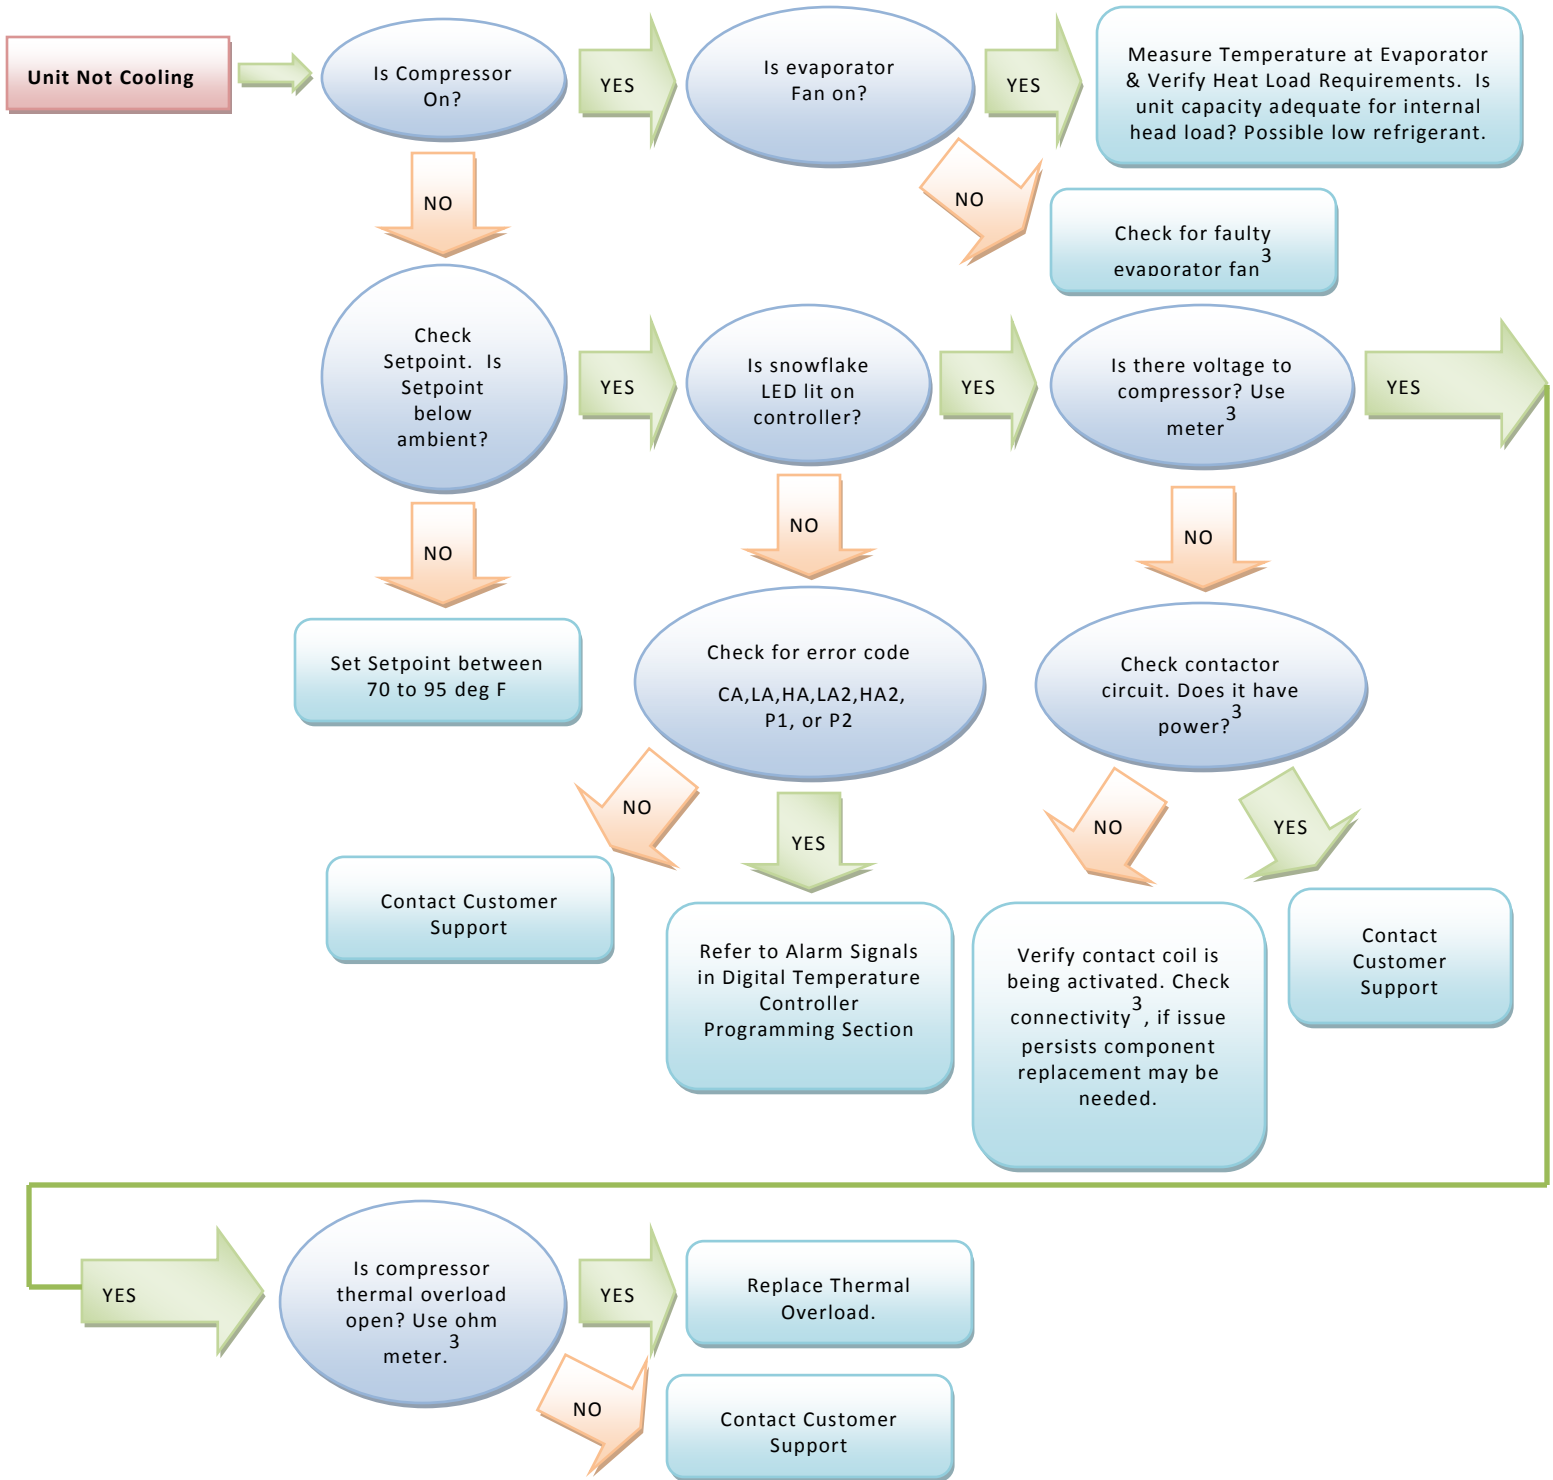 Unit Not Cooling
Is Compressor
On?
YES
Is evaporator
Fan on?
YES
Measure Temperature at Evaporator
& Verify Heat Load Requirements.  Is
unit capacity adequate for internal
head load? Possible low refrigerant.
NO
NO
Check for faulty
evaporator fan3
Check
Setpoint.  Is
Setpoint
below
ambient?
YES
Is snowflake
LED lit on
controller?
YES
Is there voltage to
compressor? Use
meter3
YES
NO
NO
NO
Set Setpoint between
70 to 95 deg F
Check for error code
CA,LA,HA,LA2,HA2,
P1, or P2
Check contactor
circuit. Does it have
power?3
NO
YES
NO
YES
Contact Customer
Support
Refer to Alarm Signals
in Digital Temperature
Controller
Programming Section
Verify contact coil is
being activated. Check
connectivity3, if issue
persists component
replacement may be
needed.
Contact
Customer
Support
YES
Is compressor
thermal overload
open? Use ohm
meter.3
YES
Replace Thermal
Overload.
NO
Contact Customer
Support